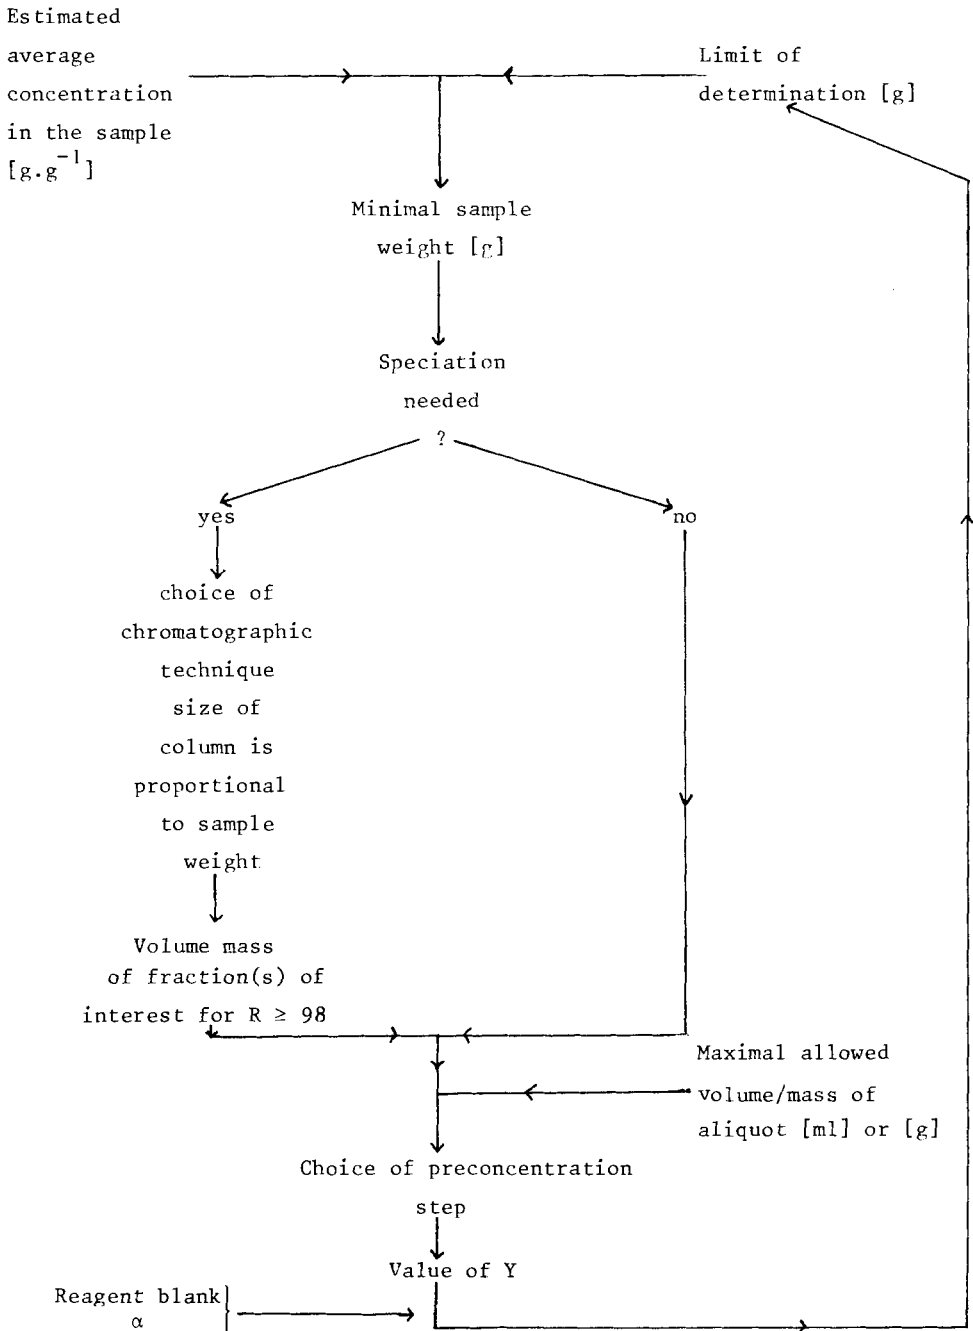 Estimated
average
concentration
in the sample
[g.g⁻¹]
Limit of
determination [g]
Minimal sample
weight [g]
Speciation
needed
?
yes
no
choice of
chromatographic
technique
size of
column is
proportional
to sample
weight
Volume mass
of fraction(s) of
interest for R ≥ 98
Maximal allowed
volume/mass of
aliquot [ml] or [g]
Choice of preconcentration
step
Value of Y
Reagent blank
α